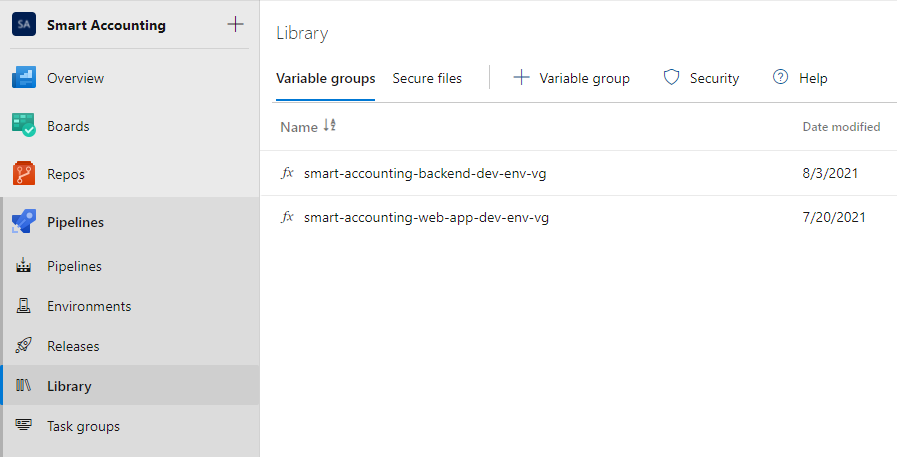 SA Smart Accounting
Overview
Boards
Repos
Pipelines
Pipelines
Environments
Releases
Library
Task groups
Library
Variable groups Secure files Variable group Security Help
Name Date modified
fx smart-accounting-backend-dev-env-vg 8/3/2021
fx smart-accounting-web-app-dev-env-vg 7/20/2021